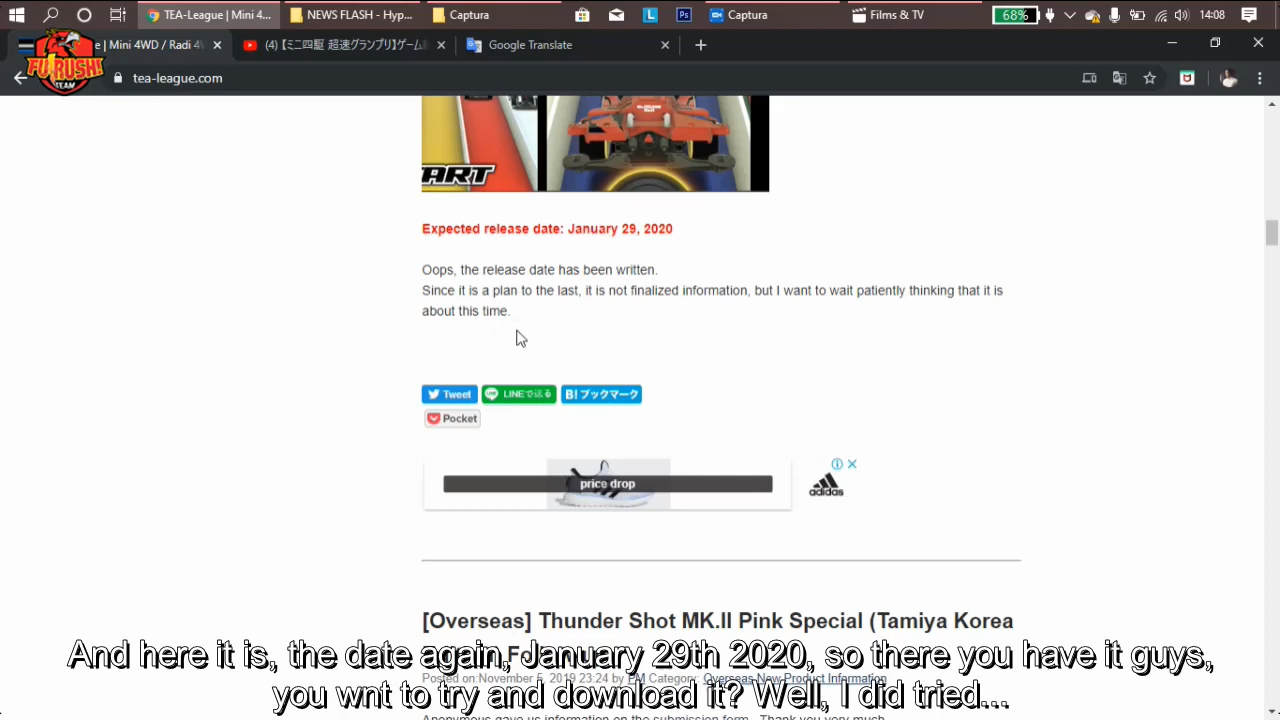 TEA-League | Mini 4...
NEWS FLASH - Hyp...
Captura
Captura
Films & TV
68%
14:08
e | Mini 4WD / Radi 4V
(4) 【ミニ四駆 超速グランプリ】ゲーム
Google Translate
FURUSH!
TEAM
tea-league.com
ART
Expected release date: January 29, 2020
Oops, the release date has been written.
Since it is a plan to the last, it is not finalized information, but I want to wait patiently thinking that it is
about this time.
Tweet
LINEで送る
B! ブックマーク
Pocket
price drop
adidas
[Overseas] Thunder Shot MK.II Pink Special (Tamiya Korea
And here it is, the date again, January 29th 2020, so there you have it guys,
Posted on:November 5, 2019 23:24 by FM Category: Overseas New Product Information
you wnt to try and download it? Well, I did tried...
Anonymous gave us information on the submission form. Thank you very much.